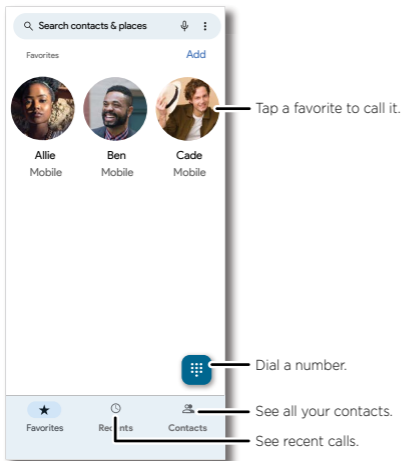 Search contacts & places
Favorites Add
Allie Ben Cade
Mobile Mobile Mobile
Tap a favorite to call it.
Dial a number.
See all your contacts.
Favorites Recents Contacts
See recent calls.